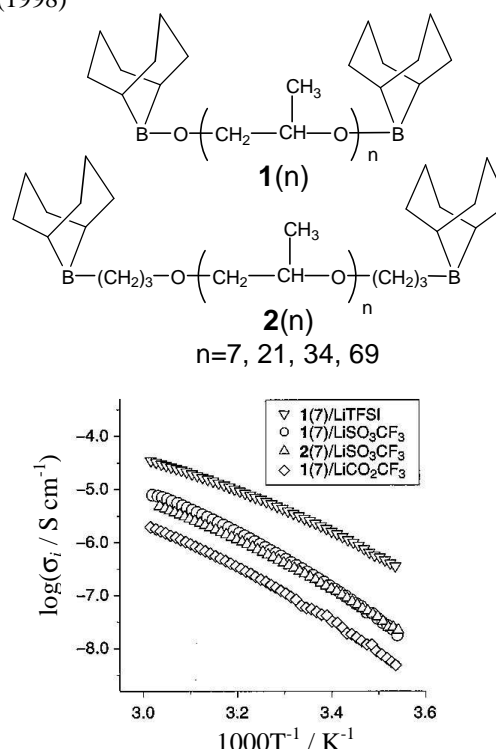 (1998)
CH₃
B—O—( CH₂—CH—O )n—B
1(n)
CH₃
B—(CH₂)₃—O—( CH₂—CH—O )n—(CH₂)₃—B
2(n)
n=7, 21, 34, 69
1(7)/LiTFSI
1(7)/LiSO₃CF₃
2(7)/LiSO₃CF₃
1(7)/LiCO₂CF₃
-4.0
-5.0
-6.0
-7.0
-8.0
log(σᵢ / S cm⁻¹)
3.0 3.2 3.4 3.6
1000T⁻¹ / K⁻¹